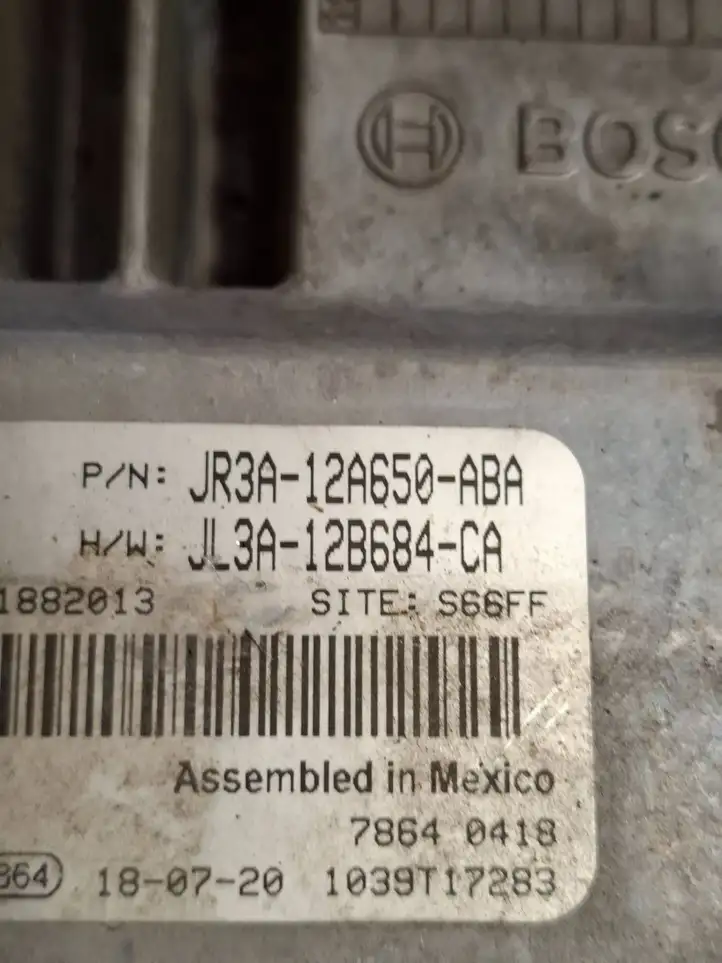 BOSC
P/N: JR3A-12A650-ABA
H/W: JL3A-12B684-CA
1882013 SITE: S66FF
Assembled in Mexico
7864 0418
864 18-07-20 1039T17283